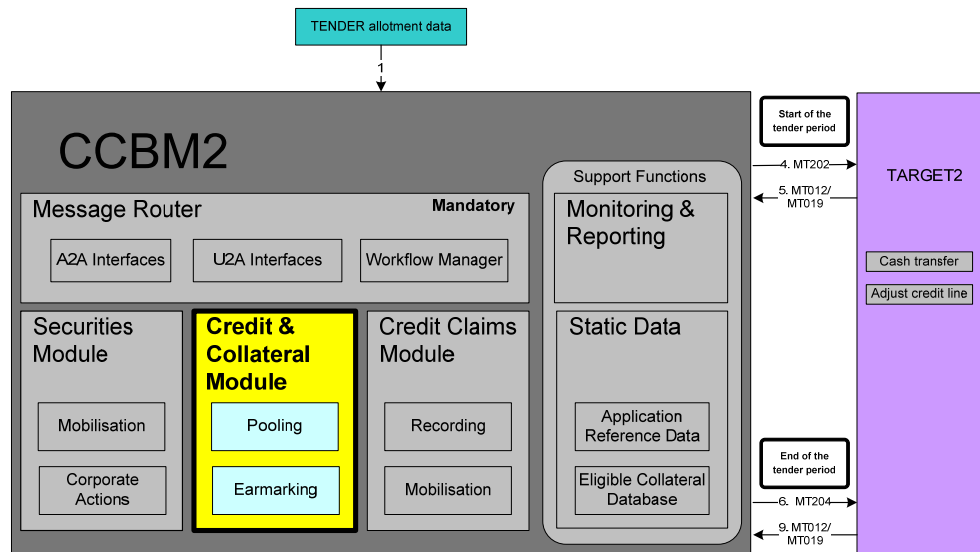 TENDER allotment data
1
CCBM2
Start of the
tender period
4. MT202
5. MT012/
MT019
TARGET2
Cash transfer
Adjust credit line
Support Functions
Message Router
Mandatory
A2A Interfaces
U2A Interfaces
Workflow Manager
Monitoring &
Reporting
Securities
Module
Mobilisation
Corporate
Actions
Credit &
Collateral
Module
Pooling
Earmarking
Credit Claims
Module
Recording
Mobilisation
Static Data
Application
Reference Data
Eligible Collateral
Database
End of the
tender period
6. MT204
9. MT012/
MT019